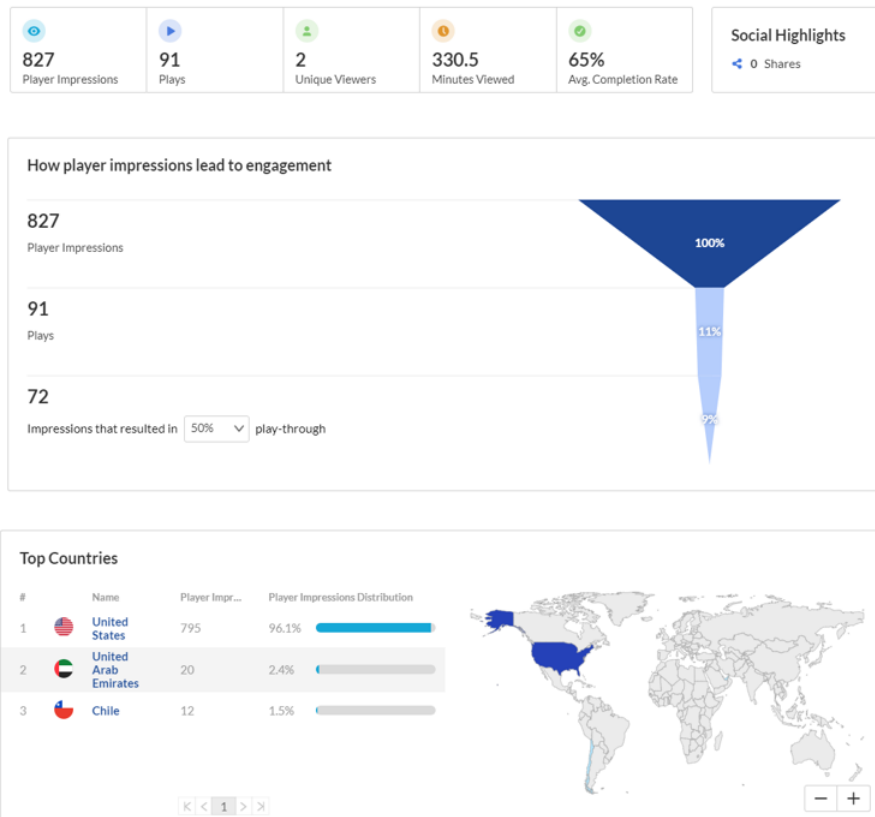 827
Player Impressions
91
Plays
2
Unique Viewers
330.5
Minutes Viewed
65%
Avg. Completion Rate
Social Highlights
0 Shares
How player impressions lead to engagement
827
Player Impressions
100%
91
Plays
11%
72
Impressions that resulted in 50% play-through
9%
Top Countries
# Name Player Impr... Player Impressions Distribution
1 United States 795 96.1%
2 United Arab Emirates 20 2.4%
3 Chile 12 1.5%
1